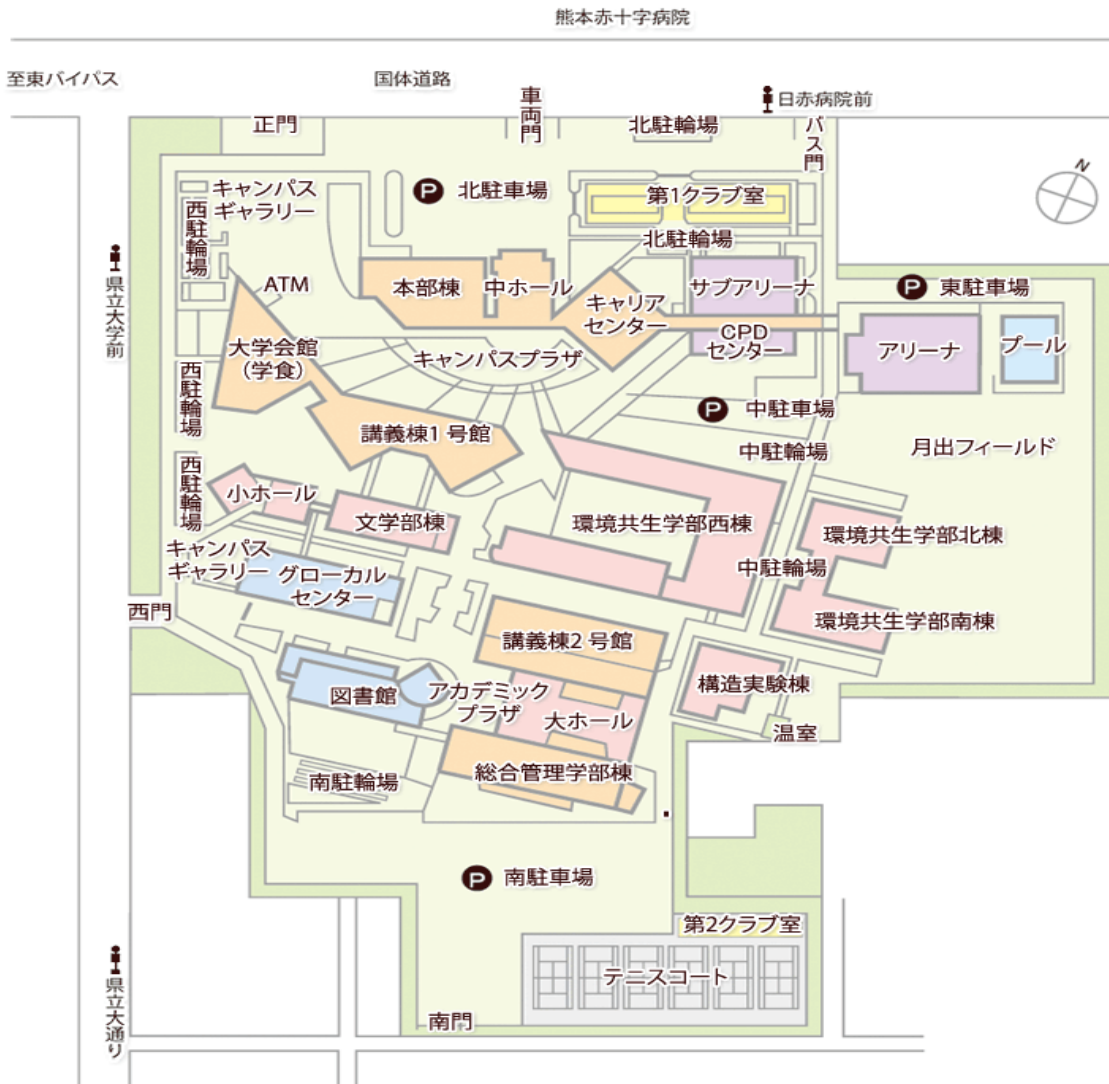 熊本赤十字病院
至東バイパス
国体道路
日赤病院前
正門
車両門
北駐輪場
バス門
N
キャンパス
ギャラリー
P
北駐車場
第1クラブ室
西駐輪場
北駐輪場
県立大学前
ATM
本部棟
中ホール
キャリア
センター
サブアリーナ
P
東駐車場
CPD
センター
アリーナ
プール
大学会館
(学食)
キャンパスプラザ
西駐輪場
P
中駐車場
講義棟1 号館
中駐輪場
月出フィールド
西駐輪場
小ホール
文学部棟
環境共生学部西棟
環境共生学部北棟
キャンパス
ギャラリー
グローカル
センター
中駐輪場
西門
環境共生学部南棟
講義棟2 号館
図書館
アカデミック
プラザ
大ホール
構造実験棟
温室
南駐輪場
総合管理学部棟
P
南駐車場
第2クラブ室
テニスコート
県立大通り
南門